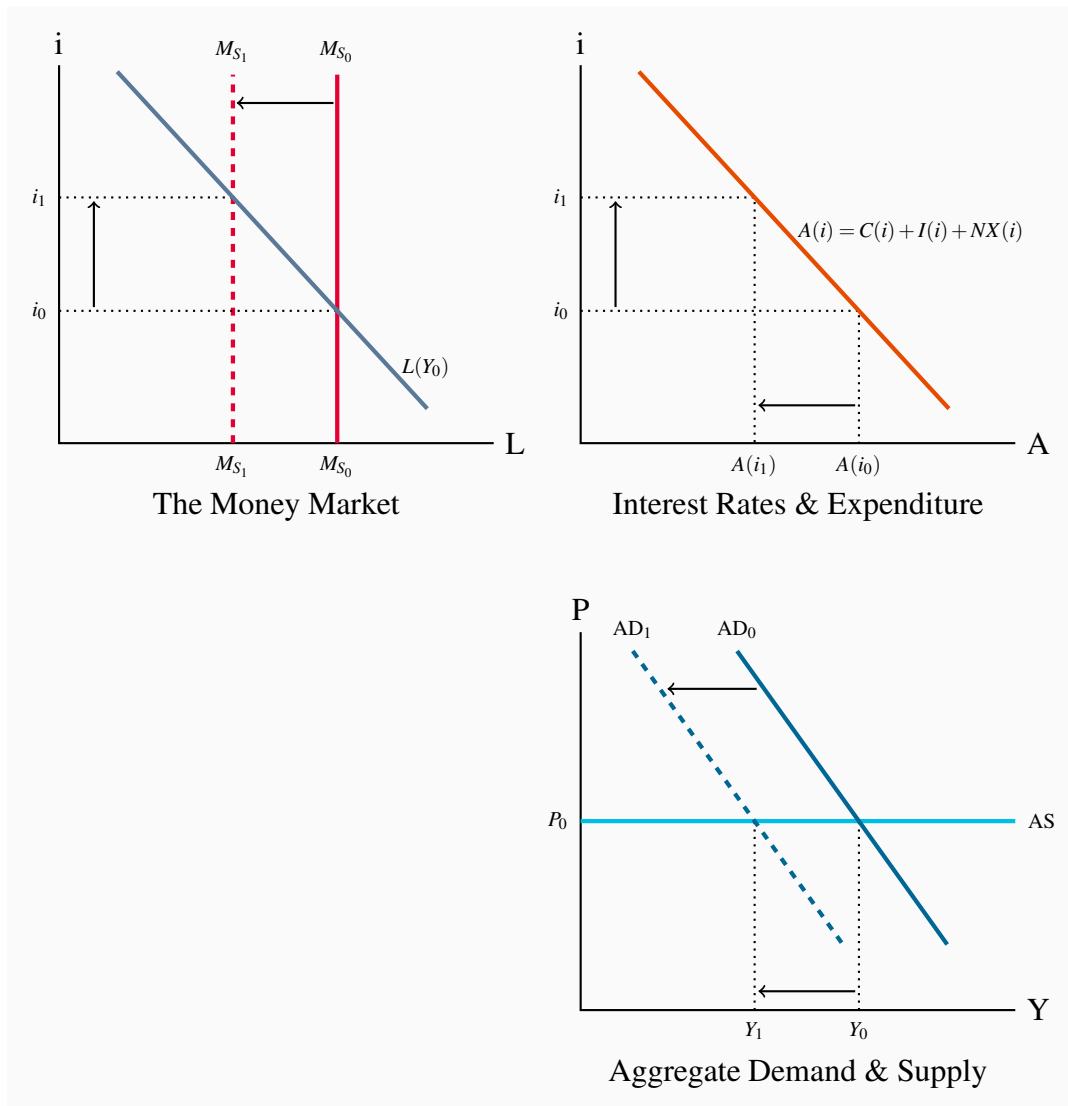 i
M_{S_1}
M_{S_0}
i_1
i_0
L(Y_0)
M_{S_1}
M_{S_0}
L
The Money Market
i
i_1
A(i) = C(i) + I(i) + NX(i)
i_0
A(i_1)
A(i_0)
A
Interest Rates & Expenditure
P
AD_1
AD_0
P_0
AS
Y_1
Y_0
Y
Aggregate Demand & Supply